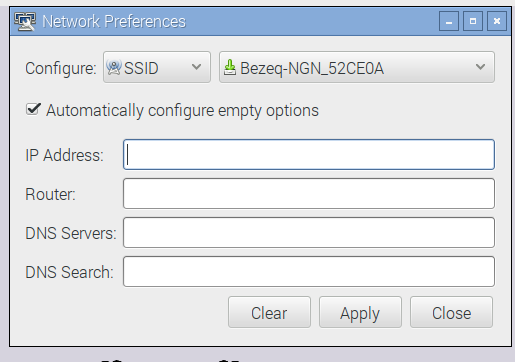 Network Preferences
Configure: SSID Bezeq-NGN_52CE0A
Automatically configure empty options
IP Address:
Router:
DNS Servers:
DNS Search:
Clear Apply Close